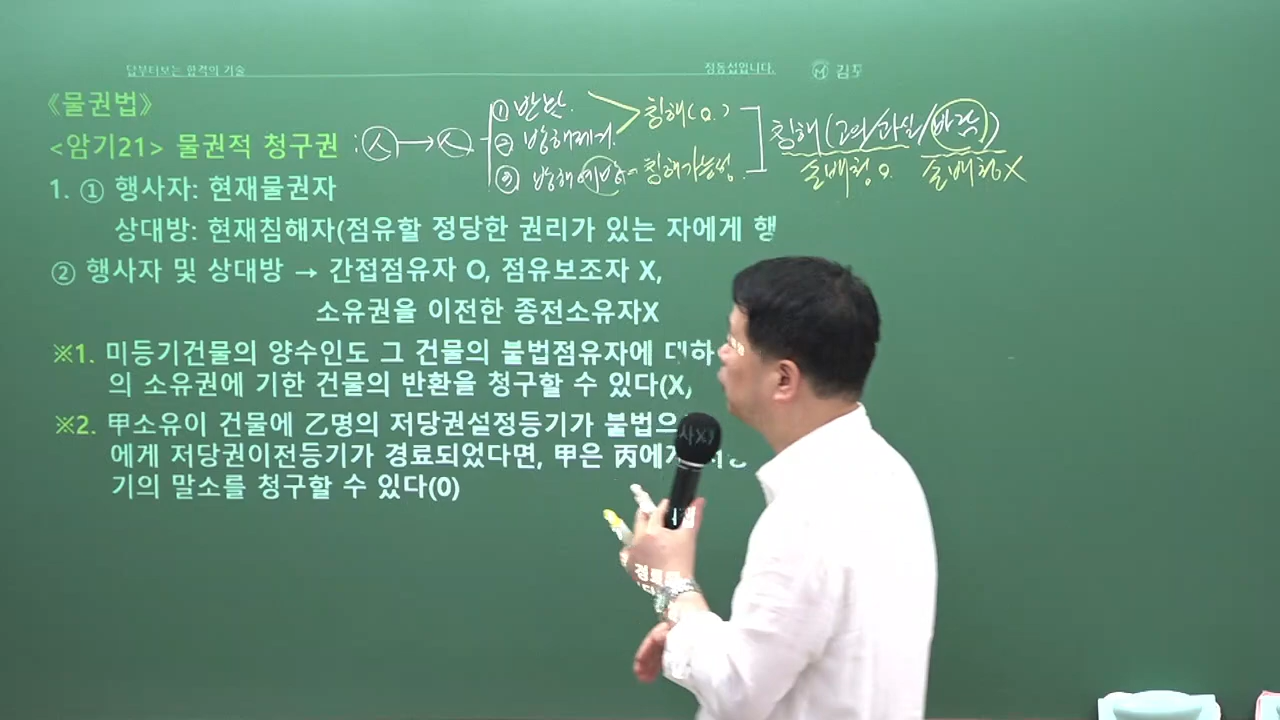 답부터보는 합격의 기술
정동섭입니다.
《물권법》
<암기21> 물권적 청구권 : 人 → 人
① 반환
② 방해제거
> 침해(O)
③ 방해예방 - 침해가능성
침해(고의/과실/바람)
손배청 O. 손배청 X
1. ① 행사자: 현재물권자
상대방: 현재침해자(점유할 정당한 권리가 있는 자에게 행
② 행사자 및 상대방 → 간접점유자 O, 점유보조자 X,
소유권을 이전한 종전소유자X
※1. 미등기건물의 양수인도 그 건물의 불법점유자에 대하
의 소유권에 기한 건물의 반환을 청구할 수 있다(X)
※2. 甲소유이 건물에 乙명의 저당권설정등기가 불법으
에게 저당권이전등기가 경료되었다면, 甲은 丙에게
기의 말소를 청구할 수 있다(0)